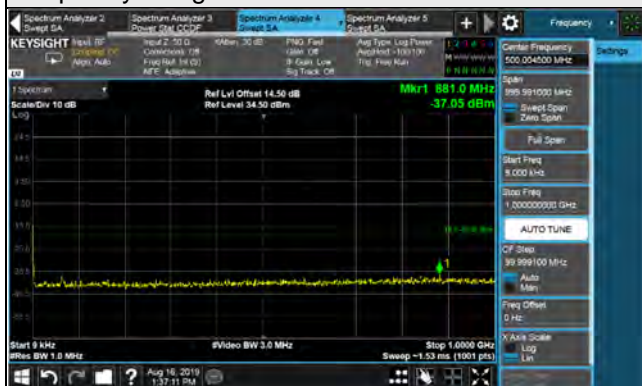 Spectrum Analyzer 2
Swept SA
Spectrum Analyzer 3
Power Stat CCDF
Spectrum Analyzer 4
Swept SA
Spectrum Analyzer 5
Swept SA
Frequency
KEYSIGHT
Input: RF
Align: Auto
Input Z: 50 Ω
Corrections: Off
Freq Ref: Int (S)
NFE: Adaptive
#Atten: 30 dB
PNO: Fast
Gate: Off
IF Gain: Low
Sig Track: Off
Avg Type: Log-Power
Avg|Hold: >100/100
Trig: Free Run
Center Frequency
500.004500 MHz
Settings
Span
999.991000 MHz
Swept Span
Zero Span
Full Span
Start Freq
9.000 kHz
Stop Freq
1.000000000 GHz
AUTO TUNE
CF Step
99.999100 MHz
Auto
Man
Freq Offset
0 Hz
X Axis Scale
Log
Lin
1 Spectrum
Scale/Div 10 dB
Log
Ref Lvl Offset 14.50 dB
Ref Level 34.50 dBm
Mkr1 881.0 MHz
-37.05 dBm
1
Start 9 kHz
#Res BW 1.0 MHz
#Video BW 3.0 MHz
Stop 1.0000 GHz
Sweep ~1.53 ms (1001 pts)
Aug 16, 2019
1:37:11 PM